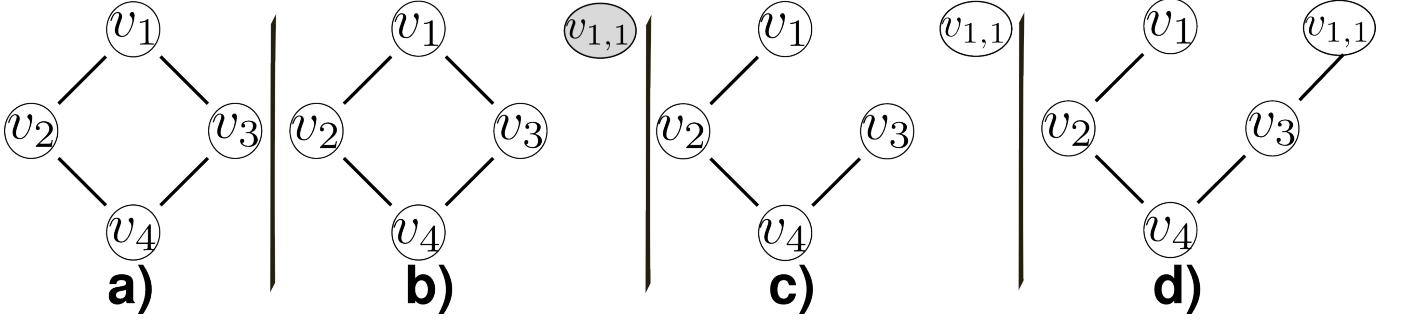 v1 v1 v1,1 v1 v1,1 v1 v1,1
v2 v3 v2 v3 v2 v3 v2 v3
v4 v4 v4 v4
a) b) c) d)